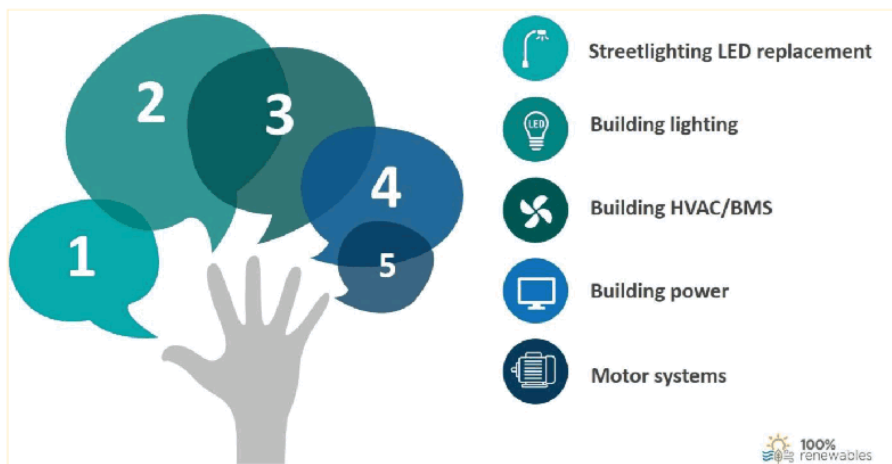 1
2
3
4
5
Streetlighting LED replacement
LED
Building lighting
Building HVAC/BMS
Building power
Motor systems
100%
renewables